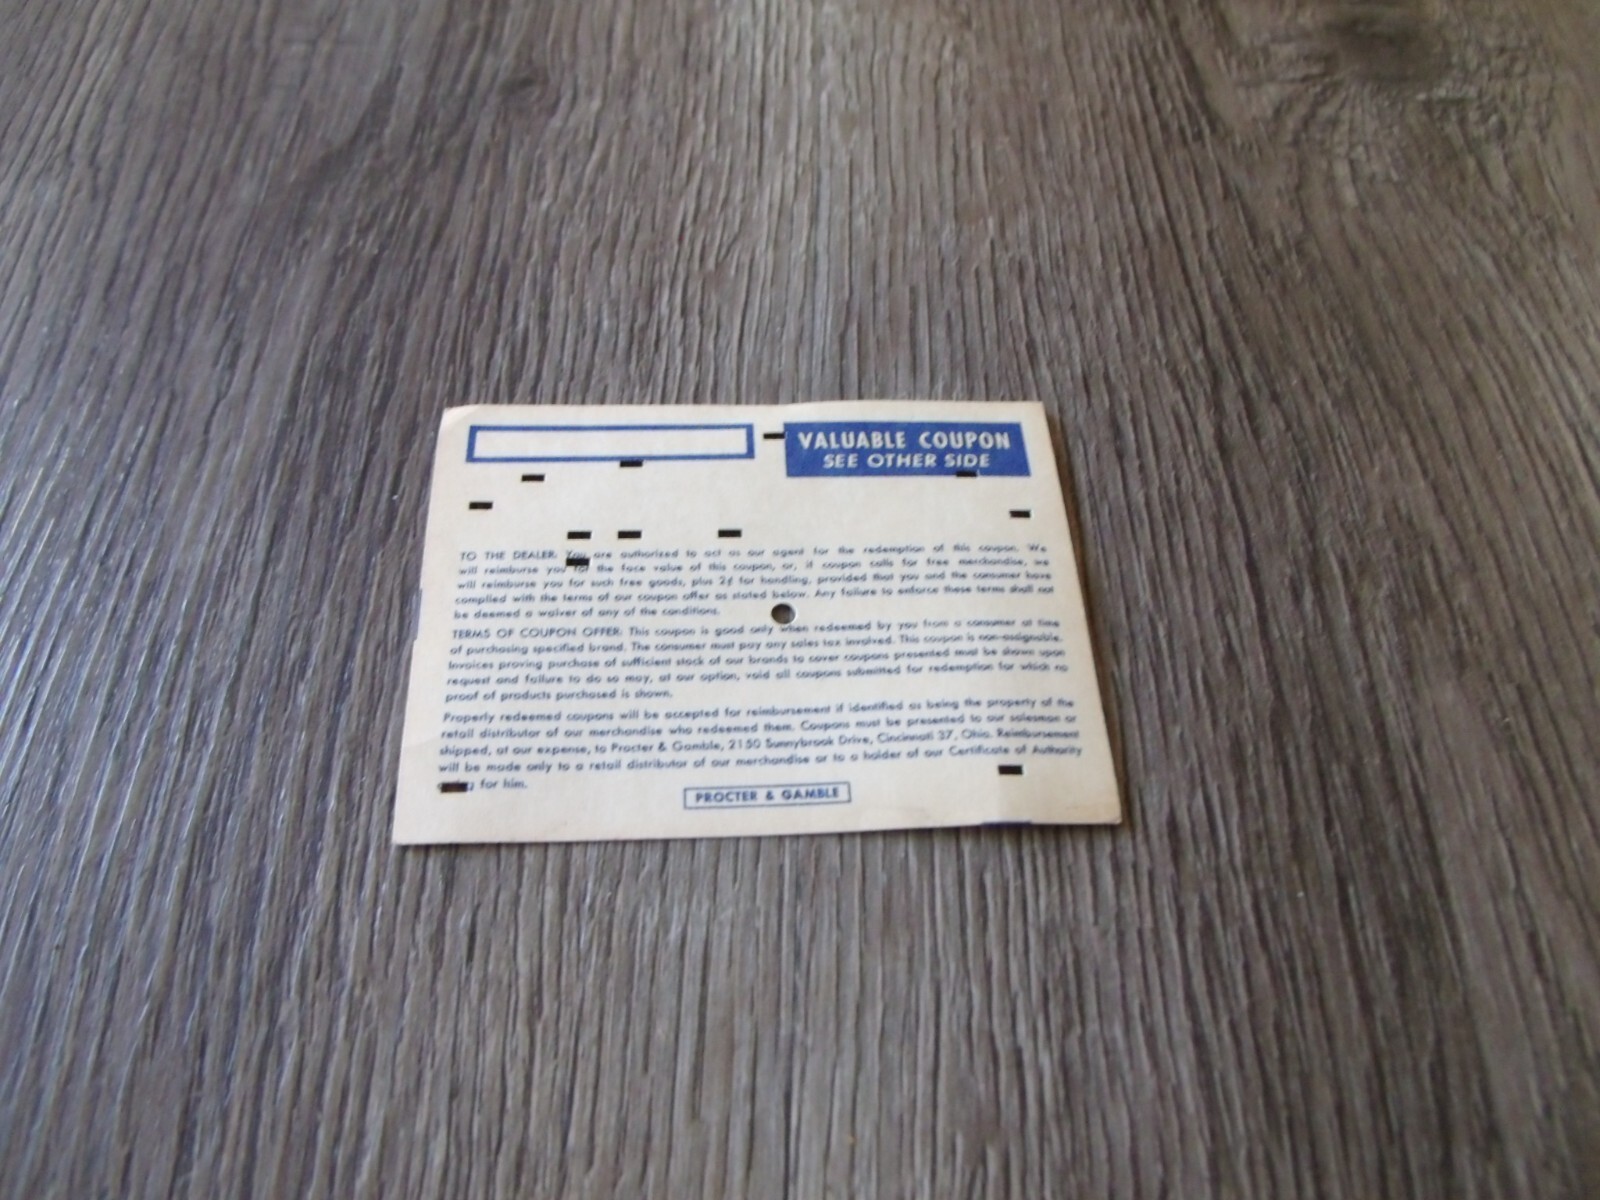 VALUABLE COUPON
SEE OTHER SIDE
TO THE DEALER: You are authorized to act as our agent for the redemption of this coupon. We
will reimburse you for the face value of this coupon, or, if coupon calls for free merchandise, we
will reimburse you for such free goods, plus 2¢ for handling, provided that you and the consumer have
complied with the terms of our coupon offer as stated below. Any failure to enforce these terms shall not
be deemed a waiver of any of the conditions.
TERMS OF COUPON OFFER: This coupon is good only when redeemed by you from a consumer at time
of purchasing specified brand. The consumer must pay any sales tax involved. This coupon is non-assignable.
Invoices proving purchase of sufficient stock of our brands to cover coupons presented must be shown upon
request and failure to do so may, at our option, void all coupons submitted for redemption for which no
proof of products purchased is shown.
Properly redeemed coupons will be accepted for reimbursement if identified as being the property of the
retail distributor of our merchandise who redeemed them. Coupons must be presented to our salesman or
shipped, at our expense, to Procter & Gamble, 2150 Sunnybrook Drive, Cincinnati 37, Ohio. Reimbursement
will be made only to a retail distributor of our merchandise or to a holder of our Certificate of Authority
for him.
PROCTER & GAMBLE